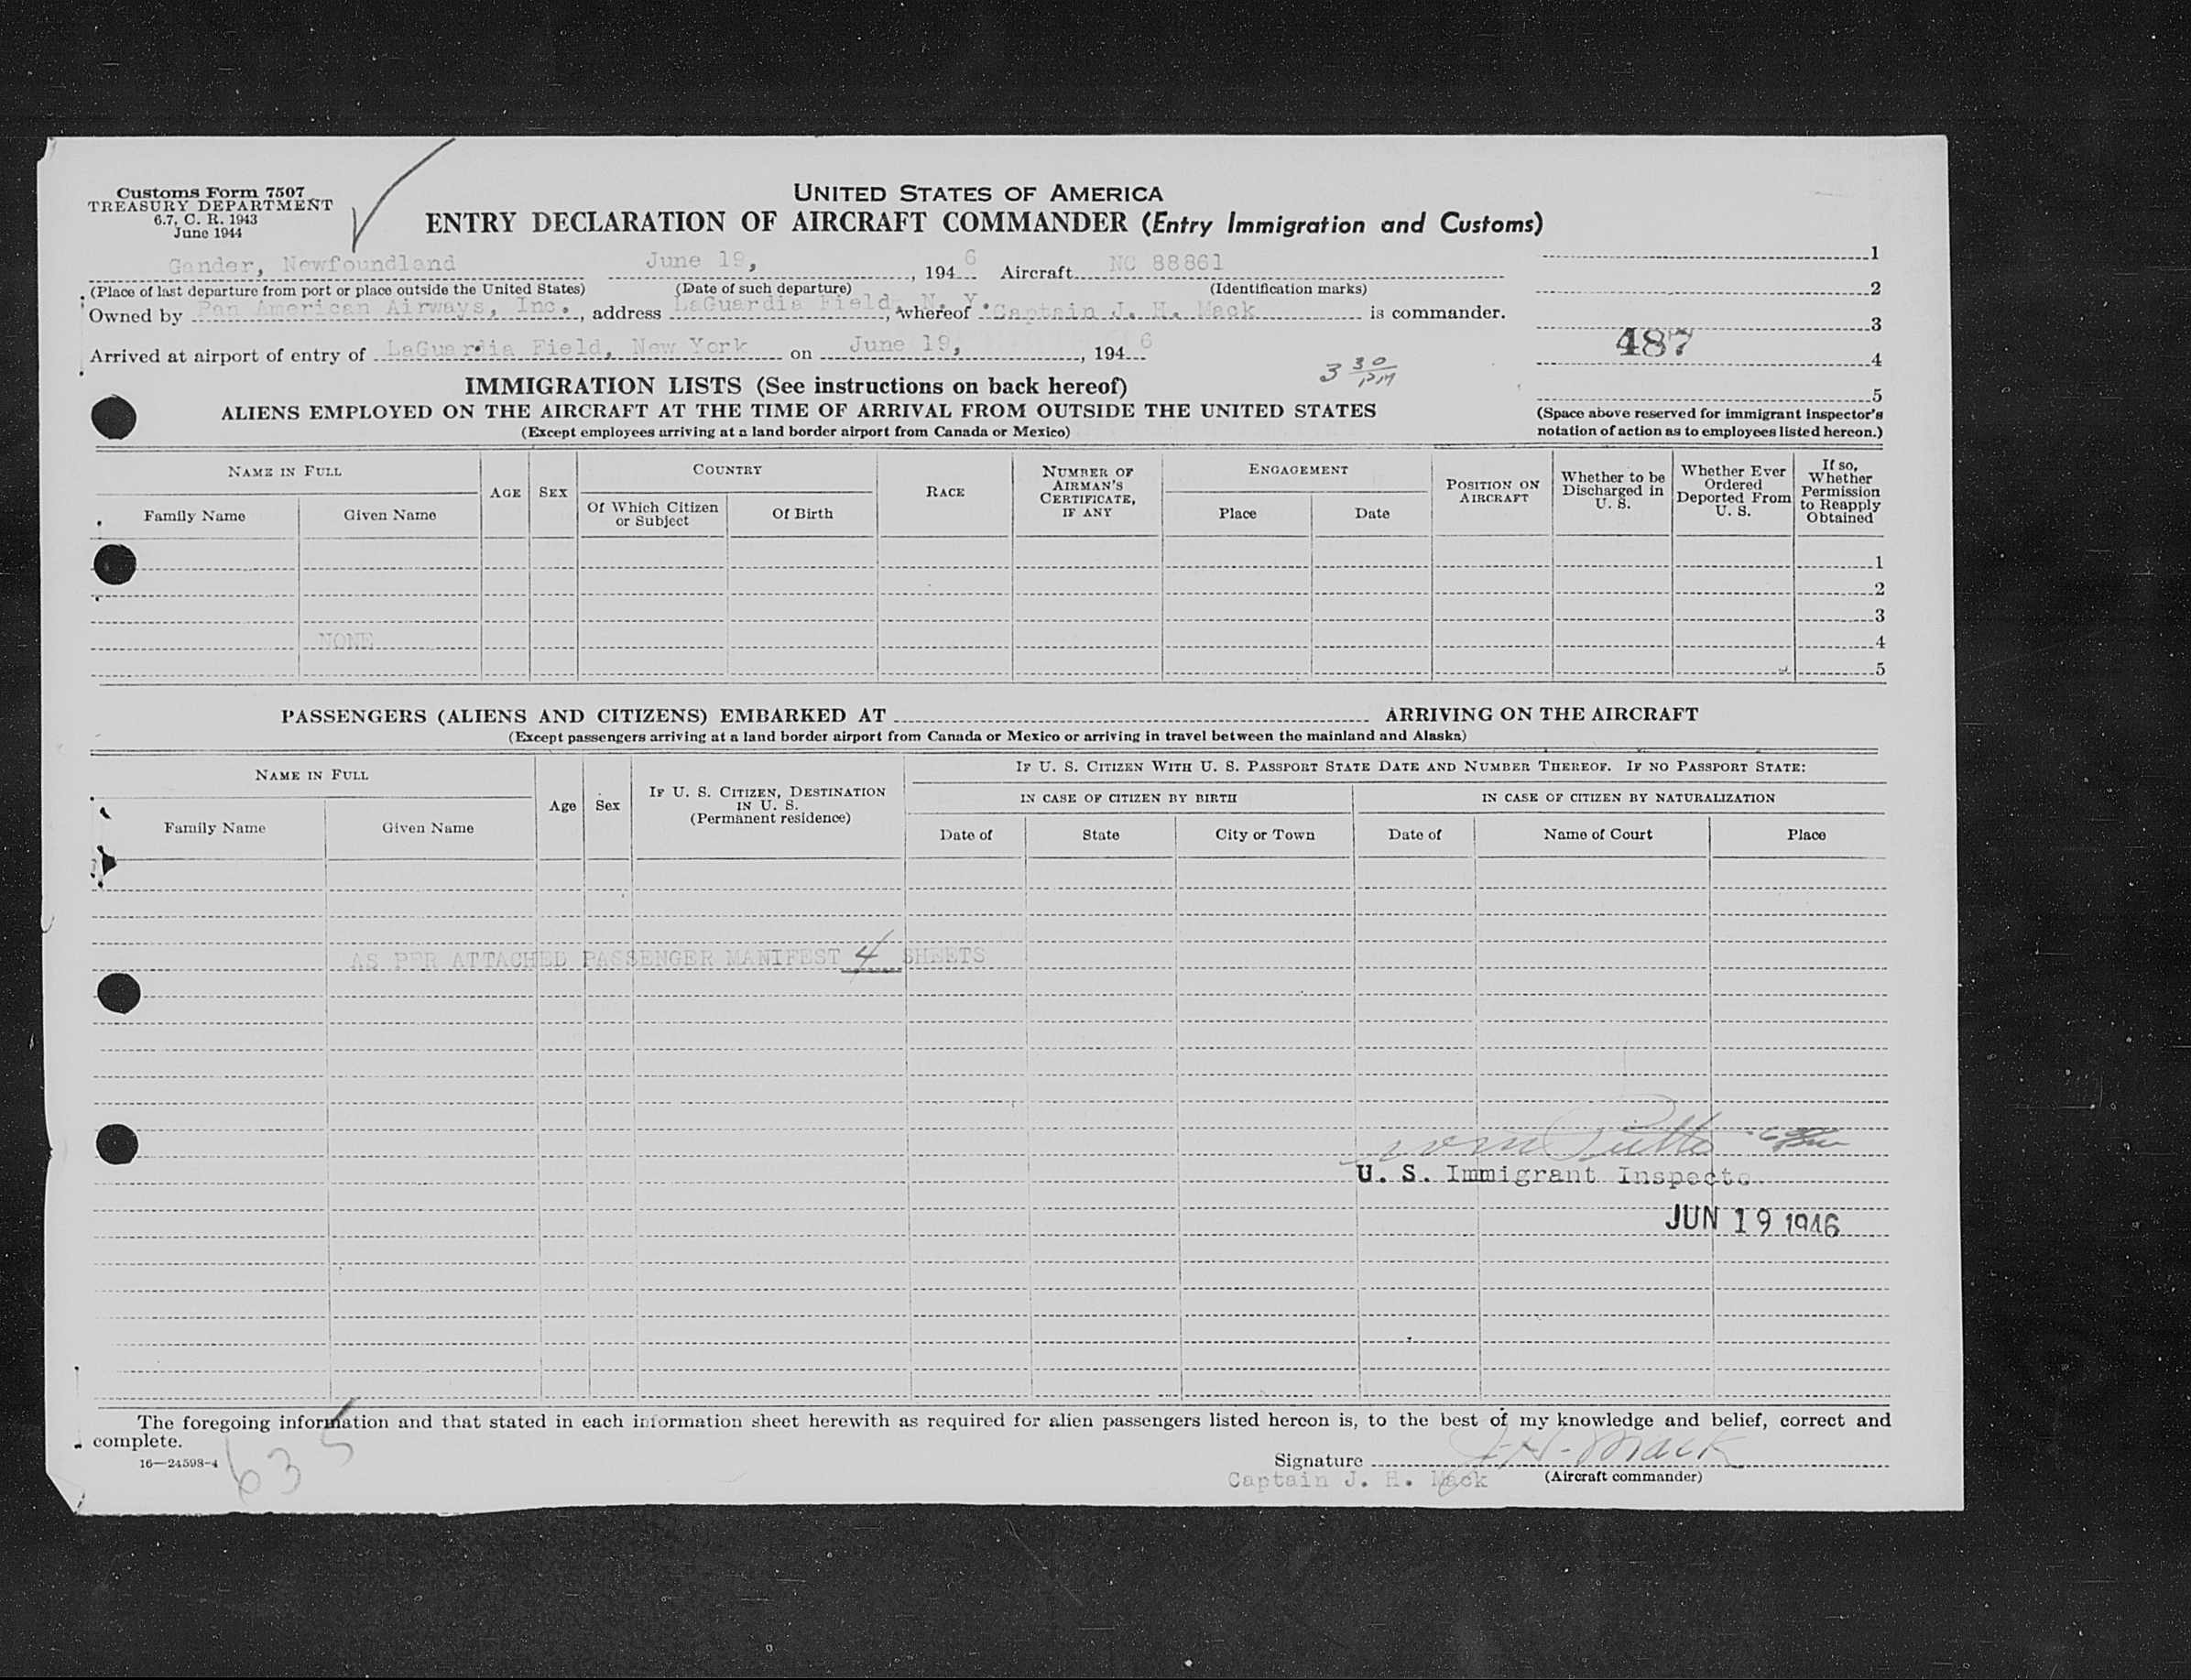 Customs Form 7507
TREASURY DEPARTMENT
6.7, C. R. 1943
June 1944
UNITED STATES OF AMERICA
ENTRY DECLARATION OF AIRCRAFT COMMANDER (Entry Immigration and Customs)
Gander, Newfoundland June 19, 1946 Aircraft NC 88861
(Place of last departure from port or place outside the United States) (Date of such departure) (Identification marks)
Owned by Pan American Airways, Inc., address LaGuardia Field, N. Y. whereof Captain J. H. Mack is commander.
Arrived at airport of entry of LaGuardia Field, New York on June 19, 1946
3 30 PM
1
2
3
487
4
5
(Space above reserved for immigrant inspector's
notation of action as to employees listed hereon.)
IMMIGRATION LISTS (See instructions on back hereof)
ALIENS EMPLOYED ON THE AIRCRAFT AT THE TIME OF ARRIVAL FROM OUTSIDE THE UNITED STATES
(Except employees arriving at a land border airport from Canada or Mexico)
NAME IN FULL
Family Name Given Name
AGE
SEX
COUNTRY
Of Which Citizen or Subject
Of Birth
RACE
NUMBER OF AIRMAN'S CERTIFICATE, IF ANY
ENGAGEMENT
Place Date
POSITION ON AIRCRAFT
Whether to be Discharged in U. S.
Whether Ever Ordered Deported From U. S.
If so, Whether Permission to Reapply Obtained
1
2
3
NONE 4
5
PASSENGERS (ALIENS AND CITIZENS) EMBARKED AT ARRIVING ON THE AIRCRAFT
(Except passengers arriving at a land border airport from Canada or Mexico or arriving in travel between the mainland and Alaska)
NAME IN FULL
Family Name Given Name
Age
Sex
IF U. S. CITIZEN, DESTINATION IN U. S.
(Permanent residence)
IF U. S. CITIZEN WITH U. S. PASSPORT STATE DATE AND NUMBER THEREOF. IF NO PASSPORT STATE:
IN CASE OF CITIZEN BY BIRTH
Date of State City or Town
IN CASE OF CITIZEN BY NATURALIZATION
Date of Name of Court Place
AS PER ATTACHED PASSENGER MANIFEST 4 SHEETS
U. S. Immigrant Inspecto
JUN 19 1946
The foregoing information and that stated in each information sheet herewith as required for alien passengers listed hereon is, to the best of my knowledge and belief, correct and
complete.
16—24598-4
635
Signature J. H. Mack
Captain J. H. Mack (Aircraft commander)